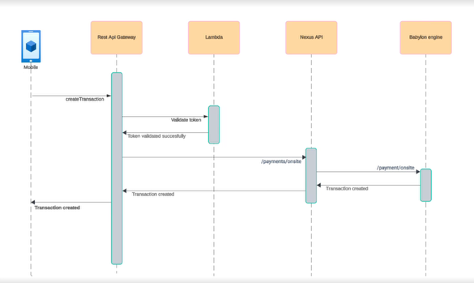 Rest Api Gateway
Lambda
Nexus API
Babylon engine
Mobile
createTransaction
Validate token
Token validated succesfully
/payments/onsite
/payment/onsite
Transaction created
Transaction created
Transaction created